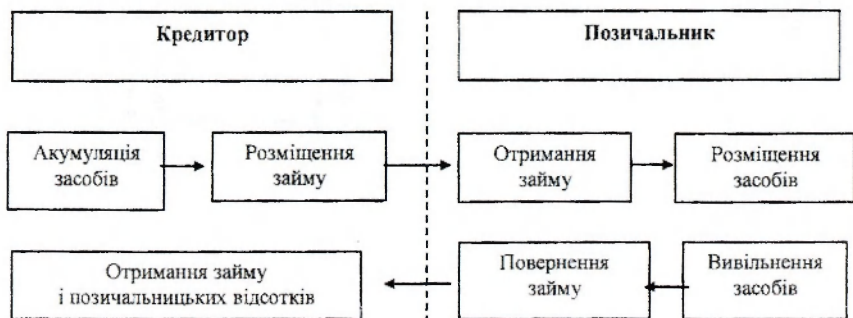 Кредитор
Позичальник
Акумуляція
засобів
Розміщення
займу
Отримання
займу
Розміщення
засобів
Отримання займу
і позичальницьких відсотків
Повернення
займу
Вивільнення
засобів